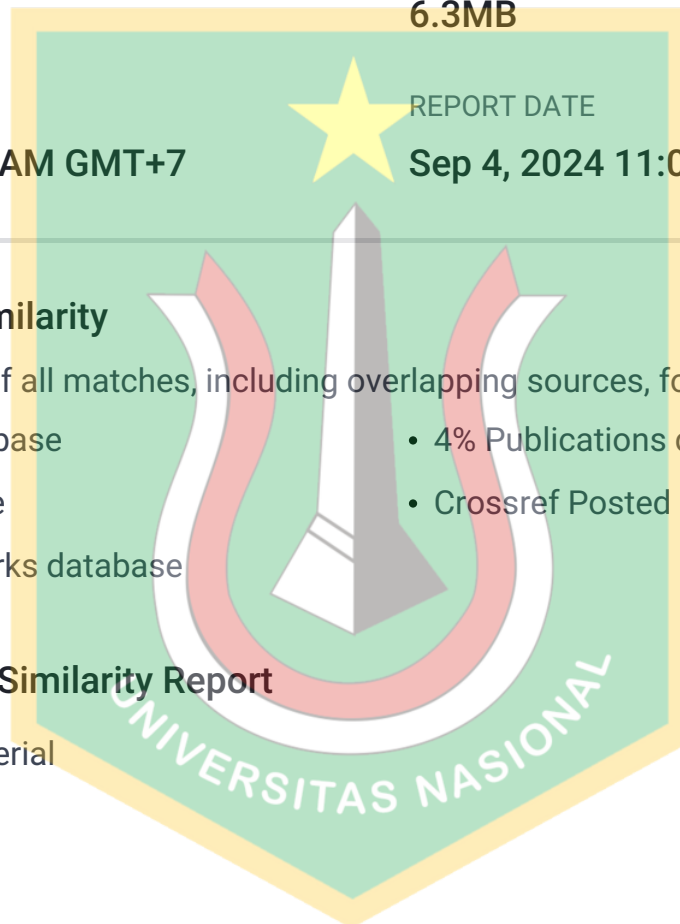 6.3MB
REPORT DATE
AM GMT+7 Sep 4, 2024 11:0
milarity
f all matches, including overlapping sources, fo
base • 4% Publications
e • Crossref Posted
rks database
Similarity Report
erial
UNIVERSITAS NASIONAL